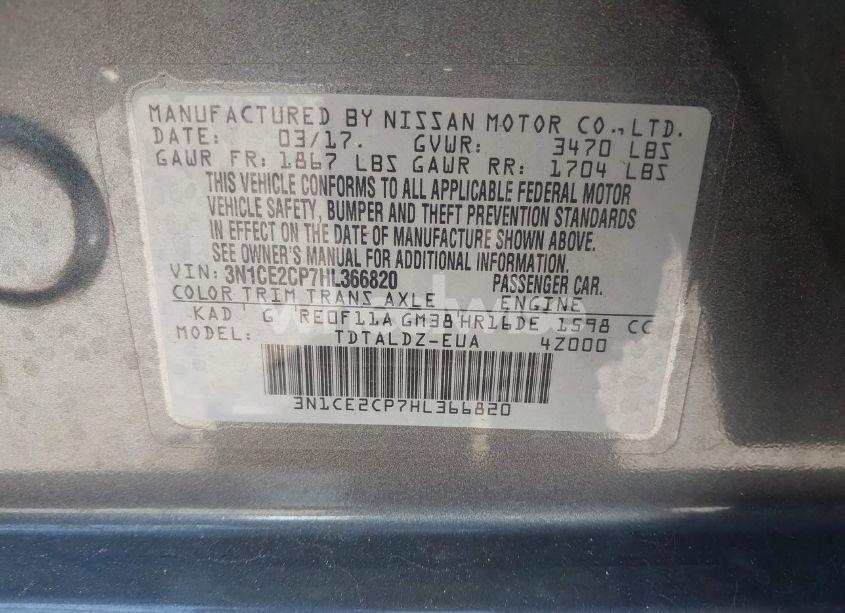 MANUFACTURED BY NISSAN MOTOR CO.,LTD.
DATE: 03/17. GVWR: 3470 LBS
GAWR FR: 1867 LBS GAWR RR: 1704 LBS
THIS VEHICLE CONFORMS TO ALL APPLICABLE FEDERAL MOTOR
VEHICLE SAFETY, BUMPER AND THEFT PREVENTION STANDARDS
IN EFFECT ON THE DATE OF MANUFACTURE SHOWN ABOVE.
SEE OWNER'S MANUAL FOR ADDITIONAL INFORMATION.
VIN: 3N1CE2CP7HL366820 PASSENGER CAR.
COLOR TRIM TRANS AXLE ENGINE
KAD G RE0F11A GM38 HR16DE 1598 CC
MODEL: TDTALDZ-EUA 4Z000
3N1CE2CP7HL366820